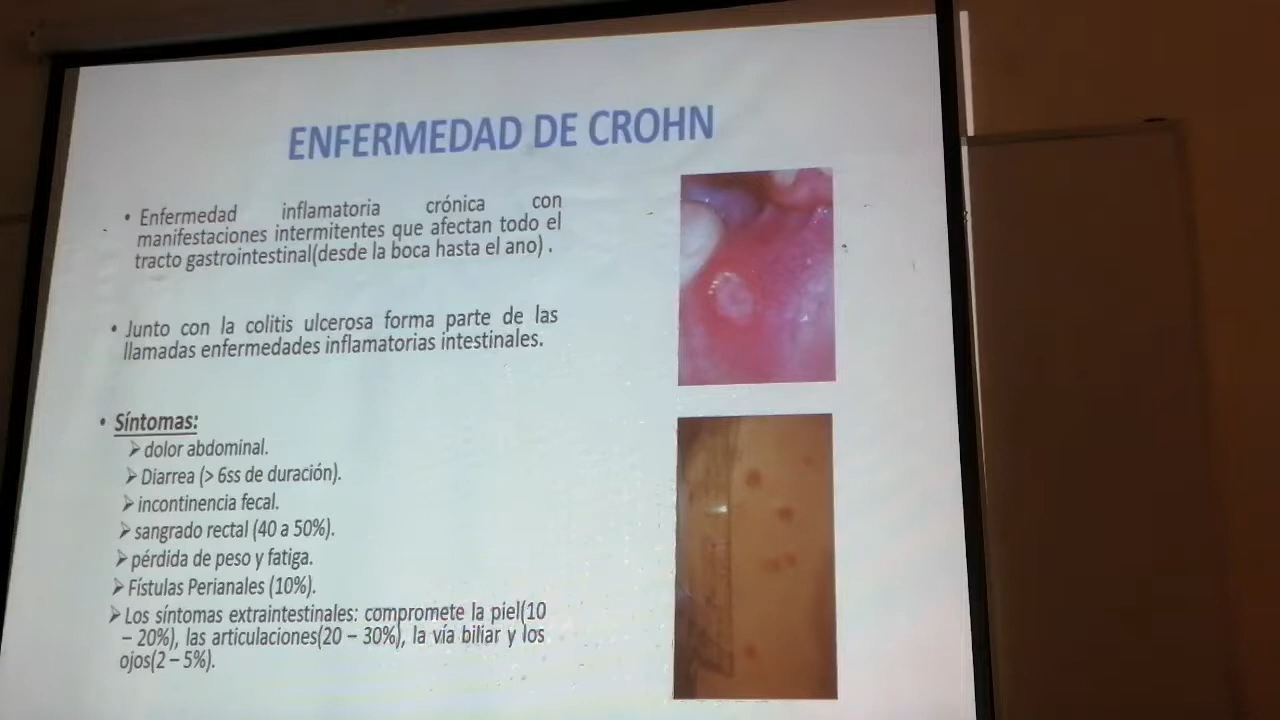 ENFERMEDAD DE CROHN
• Enfermedad inflamatoria crónica con
manifestaciones intermitentes que afectan todo el
tracto gastrointestinal(desde la boca hasta el ano) .
• Junto con la colitis ulcerosa forma parte de las
llamadas enfermedades inflamatorias intestinales.
• Síntomas:
➢ dolor abdominal.
➢ Diarrea (> 6ss de duración).
➢ incontinencia fecal.
➢ sangrado rectal (40 a 50%).
➢ pérdida de peso y fatiga.
➢ Fístulas Perianales (10%).
➢ Los síntomas extraintestinales: compromete la piel(10
– 20%), las articulaciones(20 – 30%), la vía biliar y los
ojos(2 – 5%).